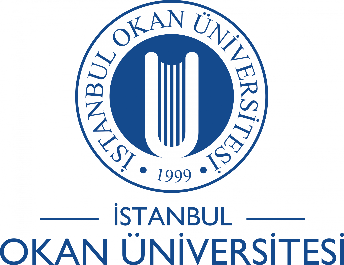 İSTANBUL OKAN ÜNİVERSİTESİ
• 1999 •
İSTANBUL
OKAN ÜNİVERSİTESİ